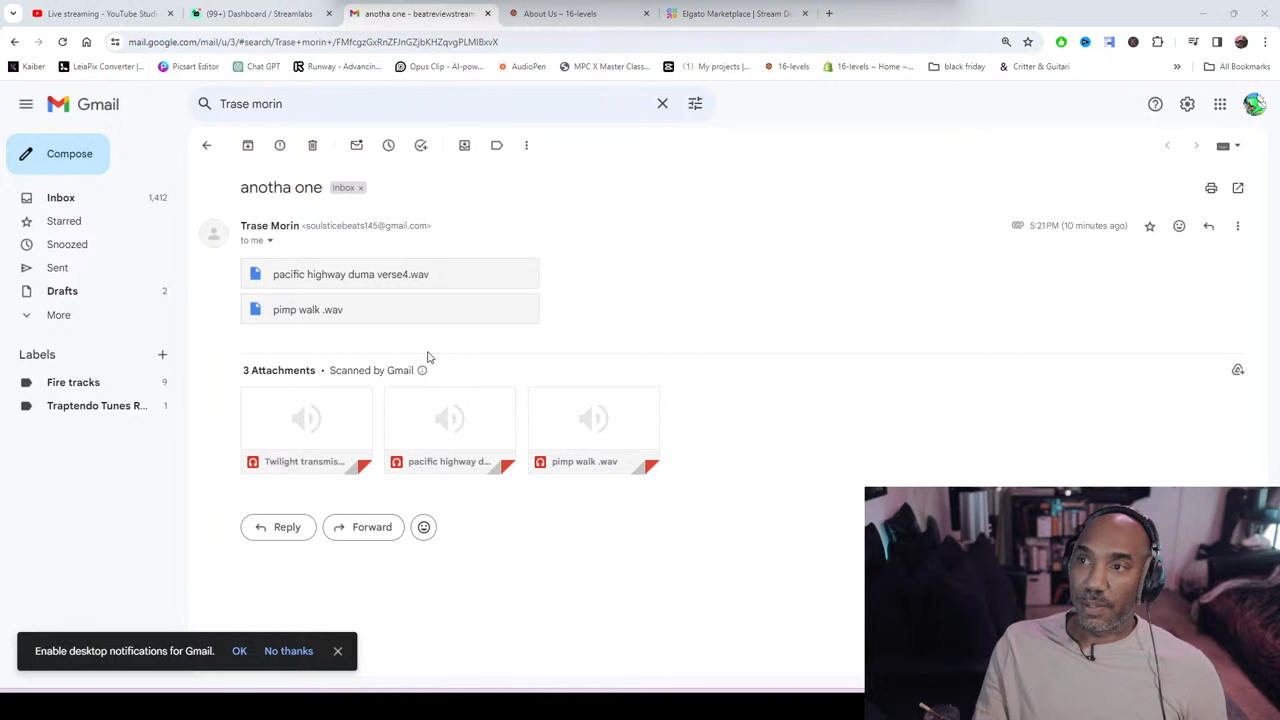 Live streaming - YouTube Studi
(99+) Dashboard / Streamlabs
anotha one - beatreviewstream
About Us – 16-levels
Elgato Marketplace | Stream De
mail.google.com/mail/u/3/#search/Trase+morin+/FMfcgzGxRnZFJnGZjbKHZqvgPLMlBxvX
Kaiber
LeiaPix Converter |...
Picsart Editor
Chat GPT
Runway - Advancin...
Opus Clip - AI-pow...
AudioPen
MPC X Master Class...
(1) My projects |...
16-levels
16-levels ~ Home ~...
black friday
Critter & Guitari
All Bookmarks
Gmail
Trase morin
Compose
Inbox 1,412
Starred
Snoozed
Sent
Drafts 2
More
Labels
Fire tracks 9
Traptendo Tunes R... 1
anotha one Inbox x
Trase Morin <soulsticebeats145@gmail.com>
5:21 PM (10 minutes ago)
to me
pacific highway duma verse4.wav
pimp walk .wav
3 Attachments • Scanned by Gmail
Twilight transmis...
pacific highway d...
pimp walk .wav
Reply
Forward
Enable desktop notifications for Gmail. OK No thanks